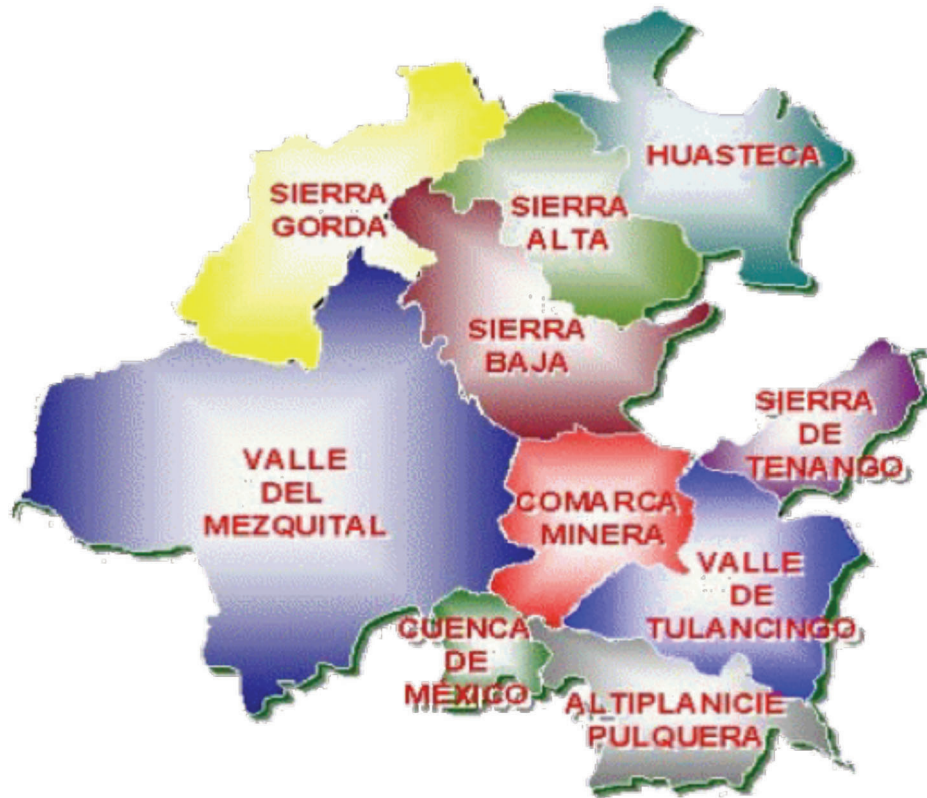 HUASTECA
SIERRA
GORDA
SIERRA
ALTA
SIERRA
BAJA
SIERRA
DE
TENANGO
VALLE
DEL
MEZQUITAL
COMARCA
MINERA
VALLE
DE
TULANCINGO
CUENCA
DE
MÉXICO
ALTIPLANICIE
PULQUERA